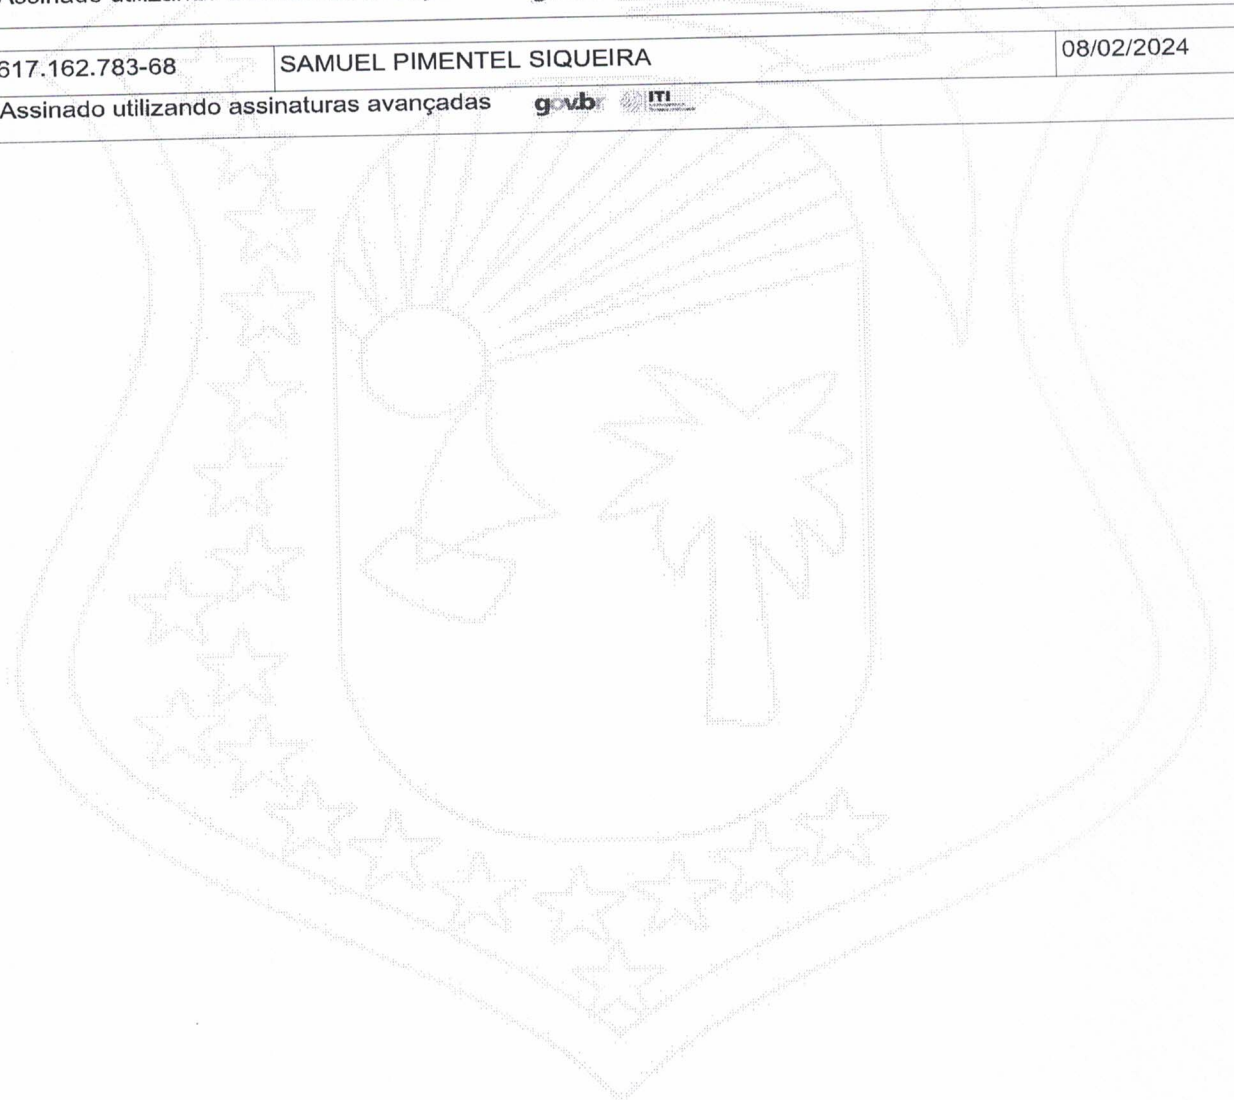 617.162.783-68 SAMUEL PIMENTEL SIQUEIRA 08/02/2024
Assinado utilizando assinaturas avançadas gov.br ITI